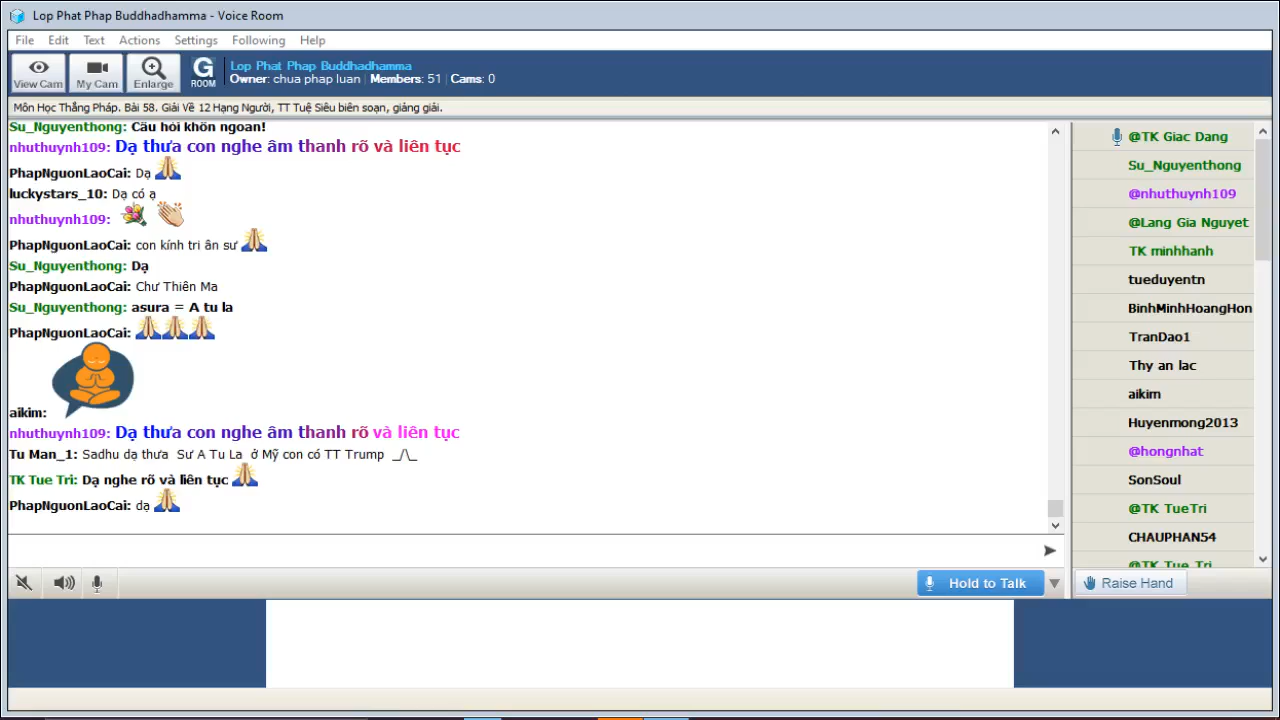 Lop Phat Phap Buddhadhamma - Voice Room
File Edit Text Actions Settings Following Help
View Cam My Cam Enlarge G ROOM
Lop Phat Phap Buddhadhamma
Owner: chua phap luan | Members: 51 | Cams: 0
Môn Học Thắng Pháp. Bài 58. Giải Về 12 Hạng Người, TT Tuệ Siêu biên soạn, giảng giải.
Su_Nguyenthong: Câu hỏi khôn ngoan!
nhuthuynh109: Dạ thưa con nghe âm thanh rõ và liên tục
PhapNguonLaoCai: Dạ
luckystars_10: Dạ có ạ
nhuthuynh109:
PhapNguonLaoCai: con kính tri ân sư
Su_Nguyenthong: Dạ
PhapNguonLaoCai: Chư Thiên Ma
Su_Nguyenthong: asura = A tu la
PhapNguonLaoCai:
aikim:
nhuthuynh109: Dạ thưa con nghe âm thanh rõ và liên tục
Tu Man_1: Sadhu dạ thưa Sư A Tu La ở Mỹ con có TT Trump _/\_
TK Tue Tri: Dạ nghe rõ và liên tục
PhapNguonLaoCai: dạ
@TK Giac Dang
Su_Nguyenthong
@nhuthuynh109
@Lang Gia Nguyet
TK minhhanh
tueduyentn
BinhMinhHoangHon
TranDao1
Thy an lac
aikim
Huyenmong2013
@hongnhat
SonSoul
@TK TueTri
CHAUPHAN54
@TK Tue Tri
Hold to Talk
Raise Hand